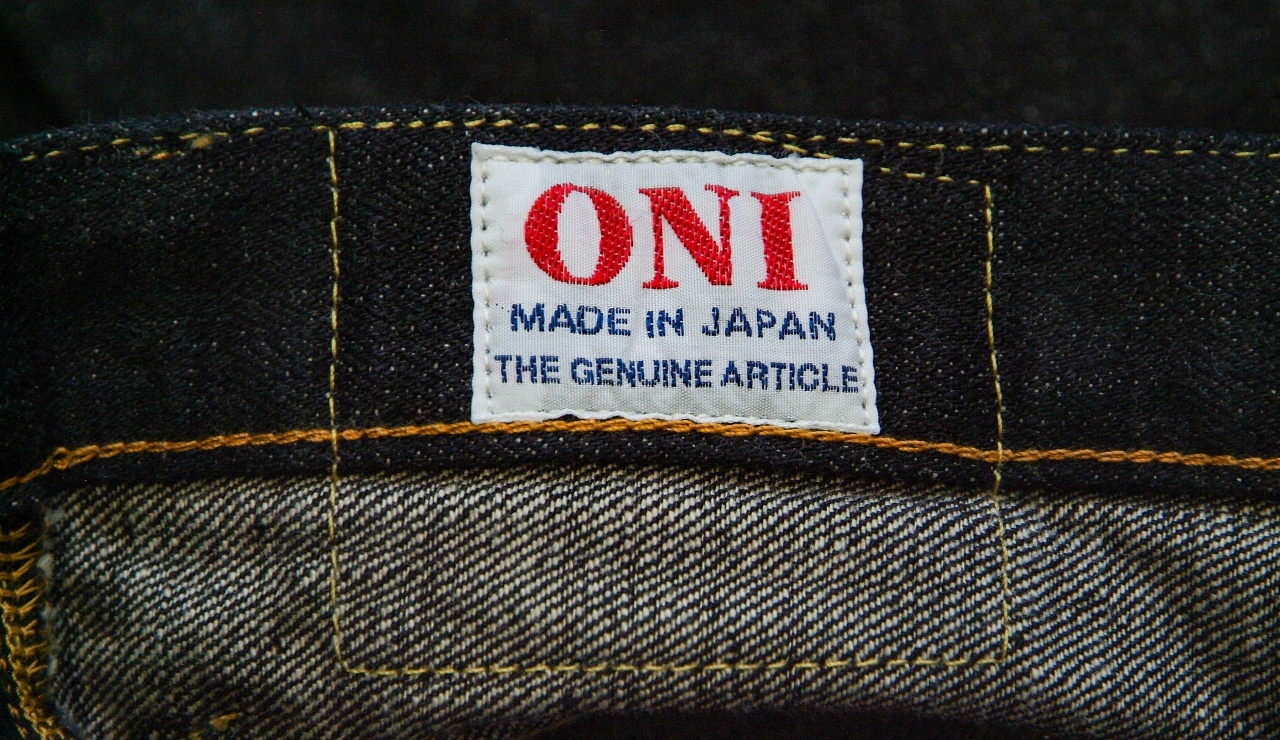 ONI
MADE IN JAPAN
THE GENUINE ARTICLE